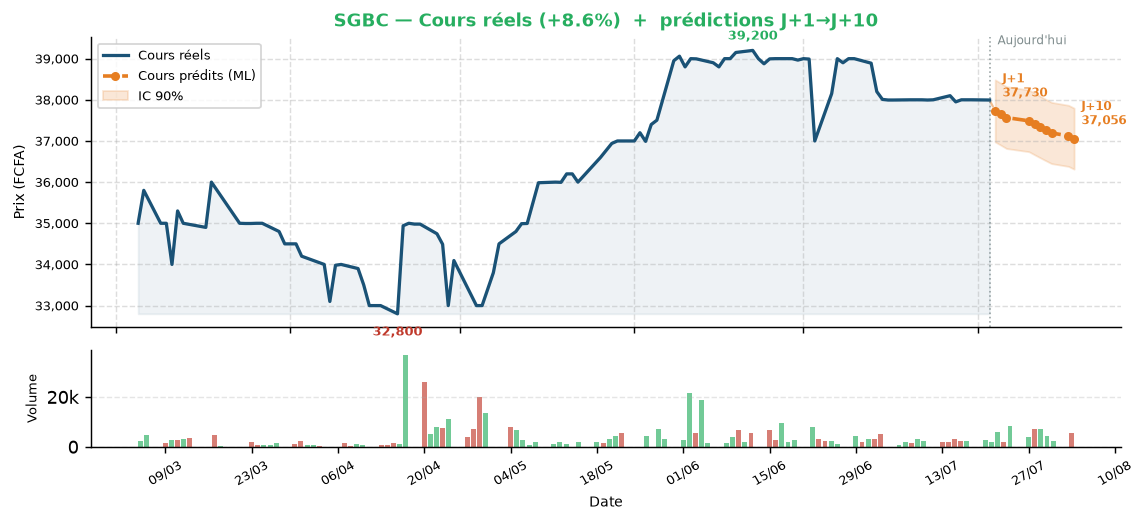 SGBC — Cours réels (+8.6%) + prédictions J+1→J+10
39,200
Aujourd'hui
Cours réels
Cours prédits (ML)
IC 90%
J+1
37,730
J+10
37,056
39,000
38,000
37,000
36,000
35,000
34,000
33,000
Prix (FCFA)
32,800
20k
0
Volume
09/03
23/03
06/04
20/04
04/05
18/05
01/06
15/06
29/06
13/07
27/07
10/08
Date